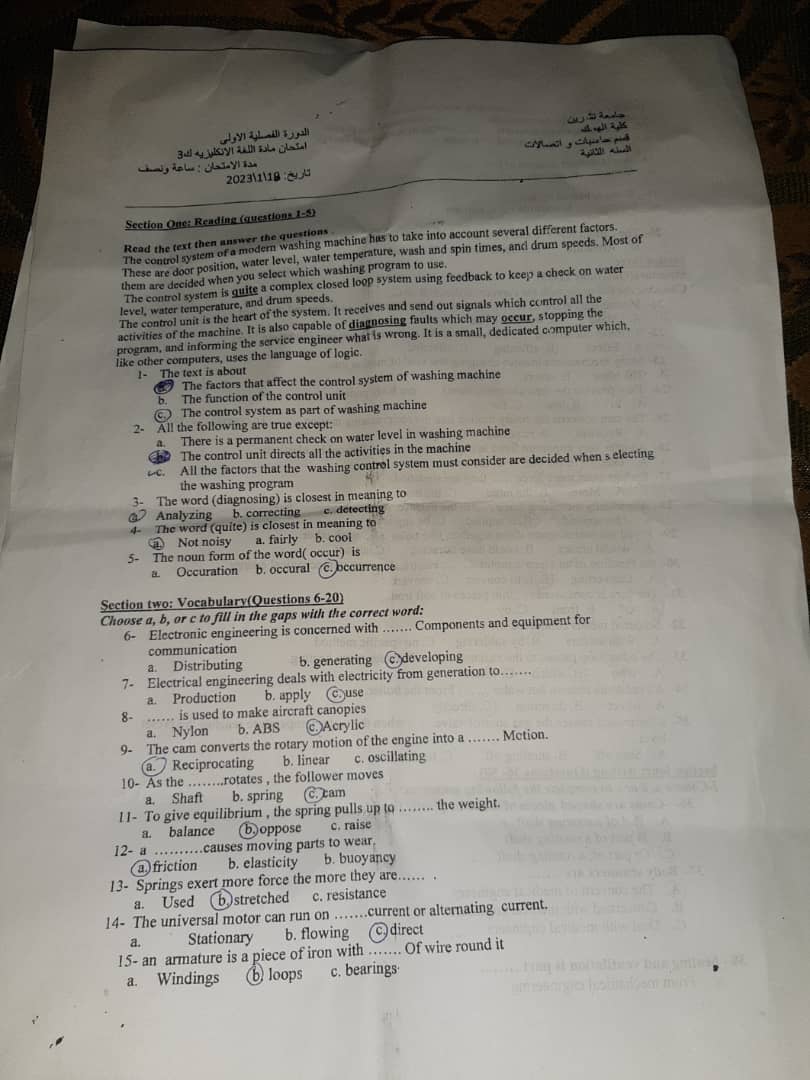 جامعة تشرين
كلية الهمك
قسم حاسبات و اتصالات
السنه الثانية
الدورة الفصلية الاولى
امتحان مادة اللغة الانكليزيه ك3
مدة الامتحان : ساعة ونصف
تاريخ: 2023\1\19
Section One: Reading (questions 1-5)
Read the text then answer the questions .
The control system of a modern washing machine has to take into account several different factors.
These are door position, water level, water temperature, wash and spin times, and drum speeds. Most of
them are decided when you select which washing program to use.
The control system is quite a complex closed loop system using feedback to keep a check on water
level, water temperature, and drum speeds.
The control unit is the heart of the system. It receives and send out signals which control all the
activities of the machine. It is also capable of diagnosing faults which may occur, stopping the
program, and informing the service engineer what is wrong. It is a small, dedicated computer which,
like other computers, uses the language of logic.
1- The text is about
The factors that affect the control system of washing machine
b. The function of the control unit
c. The control system as part of washing machine
2- All the following are true except:
a. There is a permanent check on water level in washing machine
b. The control unit directs all the activities in the machine
c. All the factors that the washing control system must consider are decided when selecting
the washing program
3- The word (diagnosing) is closest in meaning to
a. Analyzing b. correcting c. detecting
4- The word (quite) is closest in meaning to
a. Not noisy a. fairly b. cool
5- The noun form of the word( occur) is
a. Occuration b. occural c. occurrence
Section two: Vocabulary(Questions 6-20)
Choose a, b, or c to fill in the gaps with the correct word:
6- Electronic engineering is concerned with ....... Components and equipment for
communication
a. Distributing b. generating c. developing
7- Electrical engineering deals with electricity from generation to.......
a. Production b. apply c. use
8- ...... is used to make aircraft canopies
a. Nylon b. ABS c. Acrylic
9- The cam converts the rotary motion of the engine into a ....... Motion.
a. Reciprocating b. linear c. oscillating
10- As the ........rotates , the follower moves
a. Shaft b. spring c. cam
11- To give equilibrium , the spring pulls up to ........ the weight.
a. balance b. oppose c. raise
12- a ..........causes moving parts to wear.
a. friction b. elasticity b. buoyancy
13- Springs exert more force the more they are...... .
a. Used b. stretched c. resistance
14- The universal motor can run on .......current or alternating current.
a. Stationary b. flowing c. direct
15- an armature is a piece of iron with ....... Of wire round it
a. Windings b. loops c. bearings